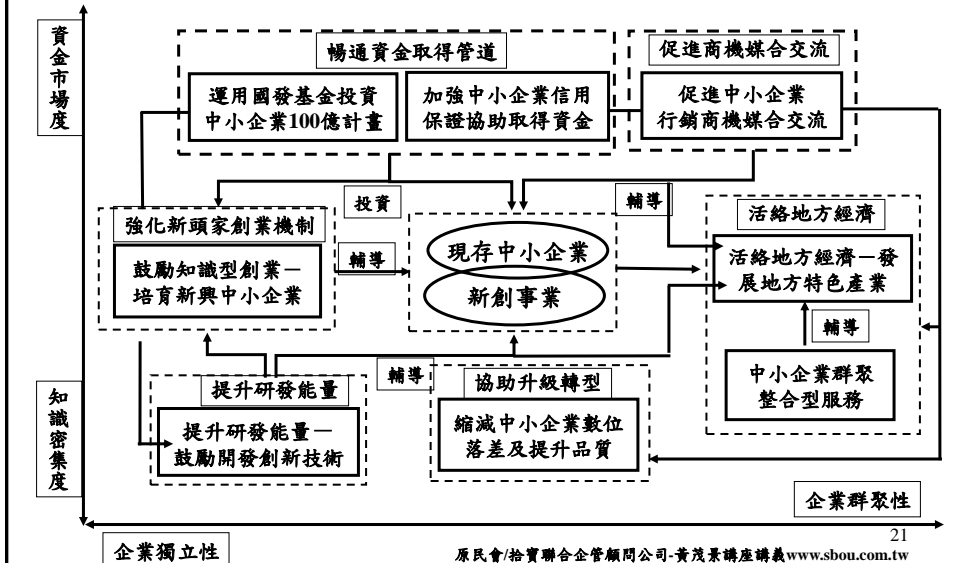 資金市場度
暢通資金取得管道
運用國發基金投資
中小企業100億計畫
加強中小企業信用
保證協助取得資金
促進商機媒合交流
促進中小企業
行銷商機媒合交流
投資
輔導
強化新頭家創業機制
鼓勵知識型創業－
培育新興中小企業
輔導
現存中小企業
新創事業
活絡地方經濟
活絡地方經濟－發
展地方特色產業
輔導
中小企業群聚
整合型服務
知識密集度
提升研發能量
提升研發能量－
鼓勵開發創新技術
輔導
協助升級轉型
縮減中小企業數位
落差及提升品質
企業群聚性
企業獨立性
21
原民會/拾寶聯合企管顧問公司-黃茂景講座講義www.sbou.com.tw